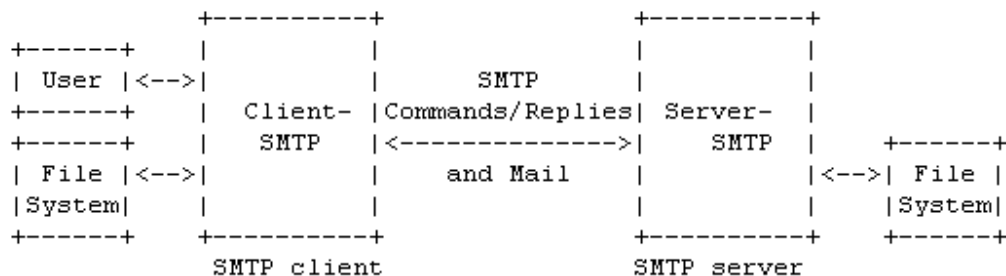 +----------+                +----------+
+------+    |          |                |          |
| User |<-->|          |      SMTP      |          |
+------+    |  Client- |Commands/Replies| Server-  |
+------+    |   SMTP   |<-------------->|    SMTP  |    +------+
| File |<-->|          |    and Mail    |          |<-->| File |
|System|    |          |                |          |    |System|
+------+    +----------+                +----------+    +------+
             SMTP client                SMTP server